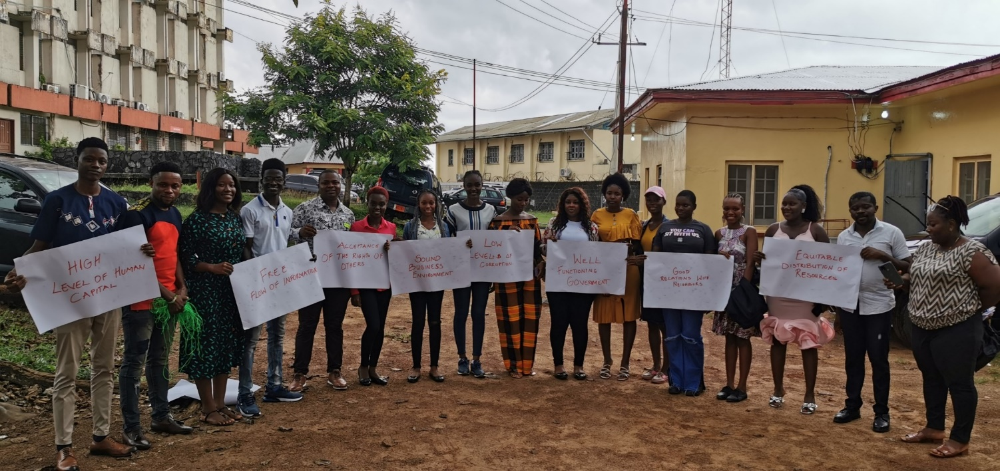 HIGH
LEVEL OF HUMAN
CAPITAL
FREE
FLOW OF INFORMATION
ACCEPTANCE
OF THE RIGHTS OF
OTHERS
SOUND
BUSINESS
ENVIRONMENT
LOW
LEVELS OF
CORRUPTION
WELL
FUNCTIONING
GOVERNMENT
YOU CAN
SIT WITH US
GOOD
RELATIONS WITH
NEIGHBORS
EQUITABLE
DISTRIBUTION OF
RESOURCES